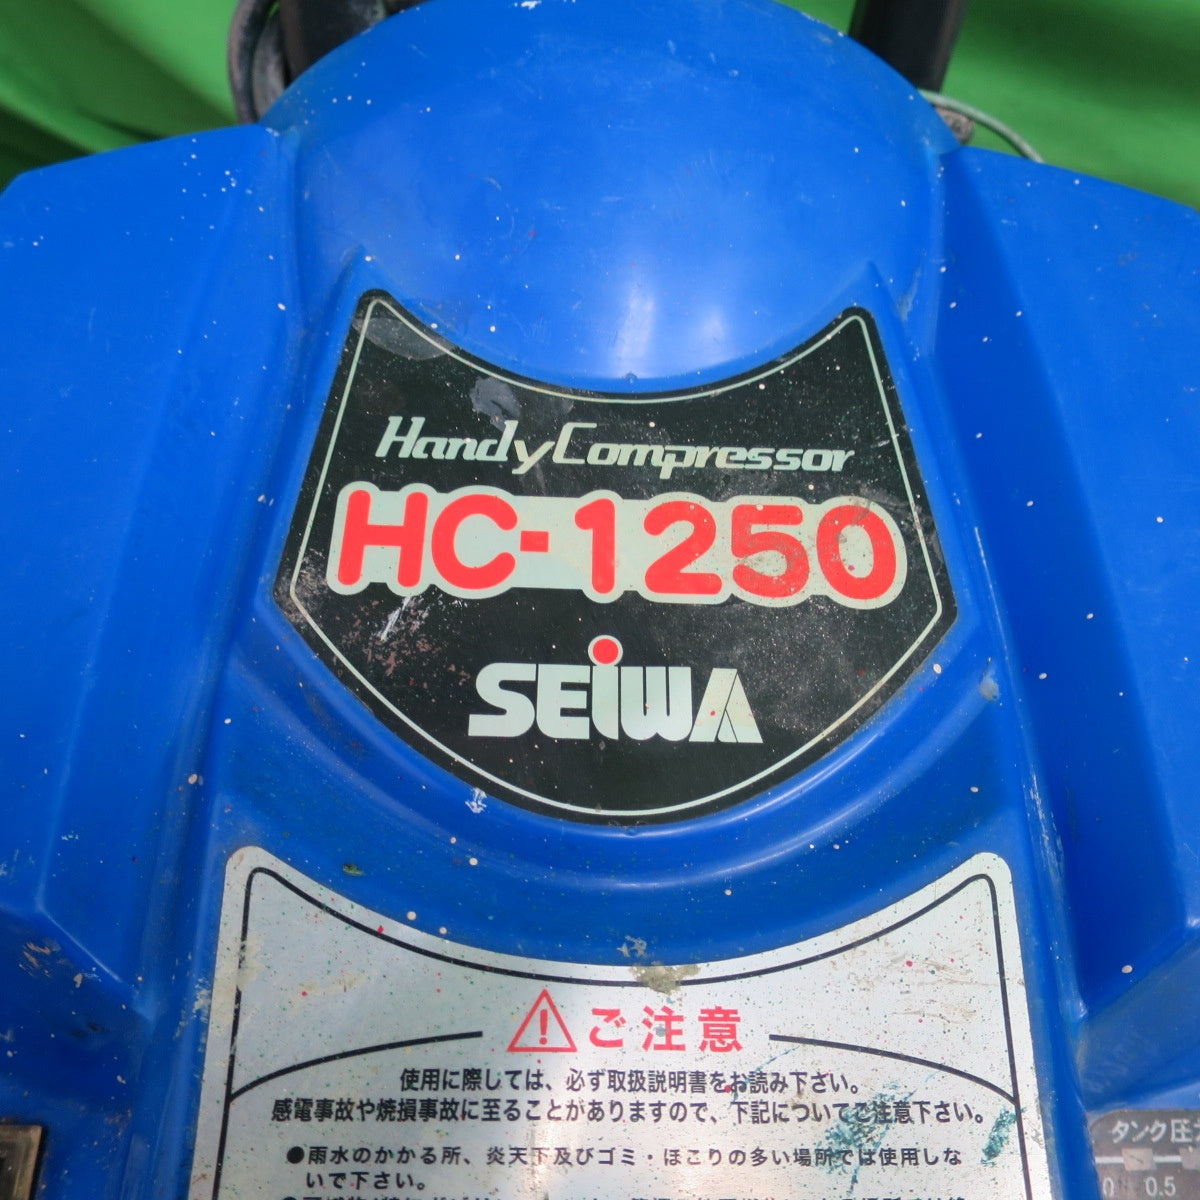 HandyCompressor
HC-1250
SEiWA
ご注意
使用に際しては、必ず取扱説明書をお読み下さい。
感電事故や焼損事故に至ることがありますので、下記についてご注意下さい。
●雨水のかかる所、炎天下及びゴミ・ほこりの多い場所では使用しな
いで下さい。
タンク圧
0 0.5